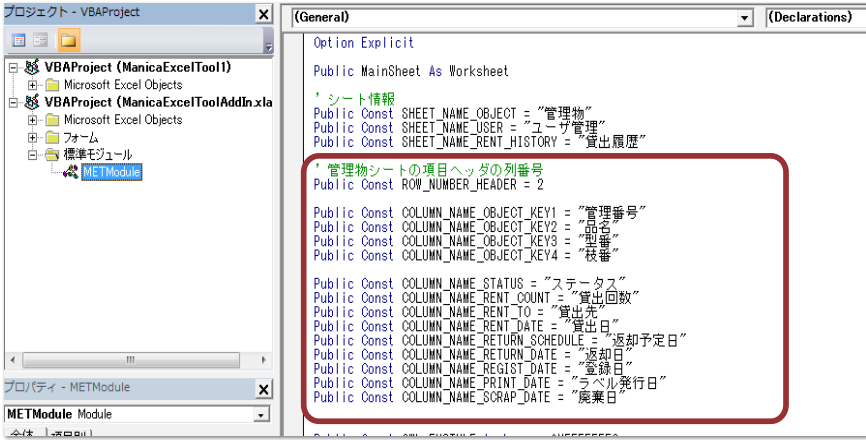 プロジェクト - VBAProject
VBAProject (ManicaExcelTool1)
Microsoft Excel Objects
VBAProject (ManicaExcelToolAddIn.xla
Microsoft Excel Objects
フォーム
標準モジュール
METModule
プロパティ - METModule
METModule Module
全体
項目別
(General)
(Declarations)
Option Explicit
Public MainSheet As Worksheet
' シート情報
Public Const SHEET_NAME_OBJECT = "管理物"
Public Const SHEET_NAME_USER = "ユーザ管理"
Public Const SHEET_NAME_RENT_HISTORY = "貸出履歴"
' 管理物シートの項目ヘッダの列番号
Public Const ROW_NUMBER_HEADER = 2
Public Const COLUMN_NAME_OBJECT_KEY1 = "管理番号"
Public Const COLUMN_NAME_OBJECT_KEY2 = "品名"
Public Const COLUMN_NAME_OBJECT_KEY3 = "型番"
Public Const COLUMN_NAME_OBJECT_KEY4 = "枝番"
Public Const COLUMN_NAME_STATUS = "ステータス"
Public Const COLUMN_NAME_RENT_COUNT = "貸出回数"
Public Const COLUMN_NAME_RENT_TO = "貸出先"
Public Const COLUMN_NAME_RENT_DATE = "貸出日"
Public Const COLUMN_NAME_RETURN_SCHEDULE = "返却予定日"
Public Const COLUMN_NAME_RETURN_DATE = "返却日"
Public Const COLUMN_NAME_REGIST_DATE = "登録日"
Public Const COLUMN_NAME_PRINT_DATE = "ラベル発行日"
Public Const COLUMN_NAME_SCRAP_DATE = "廃棄日"